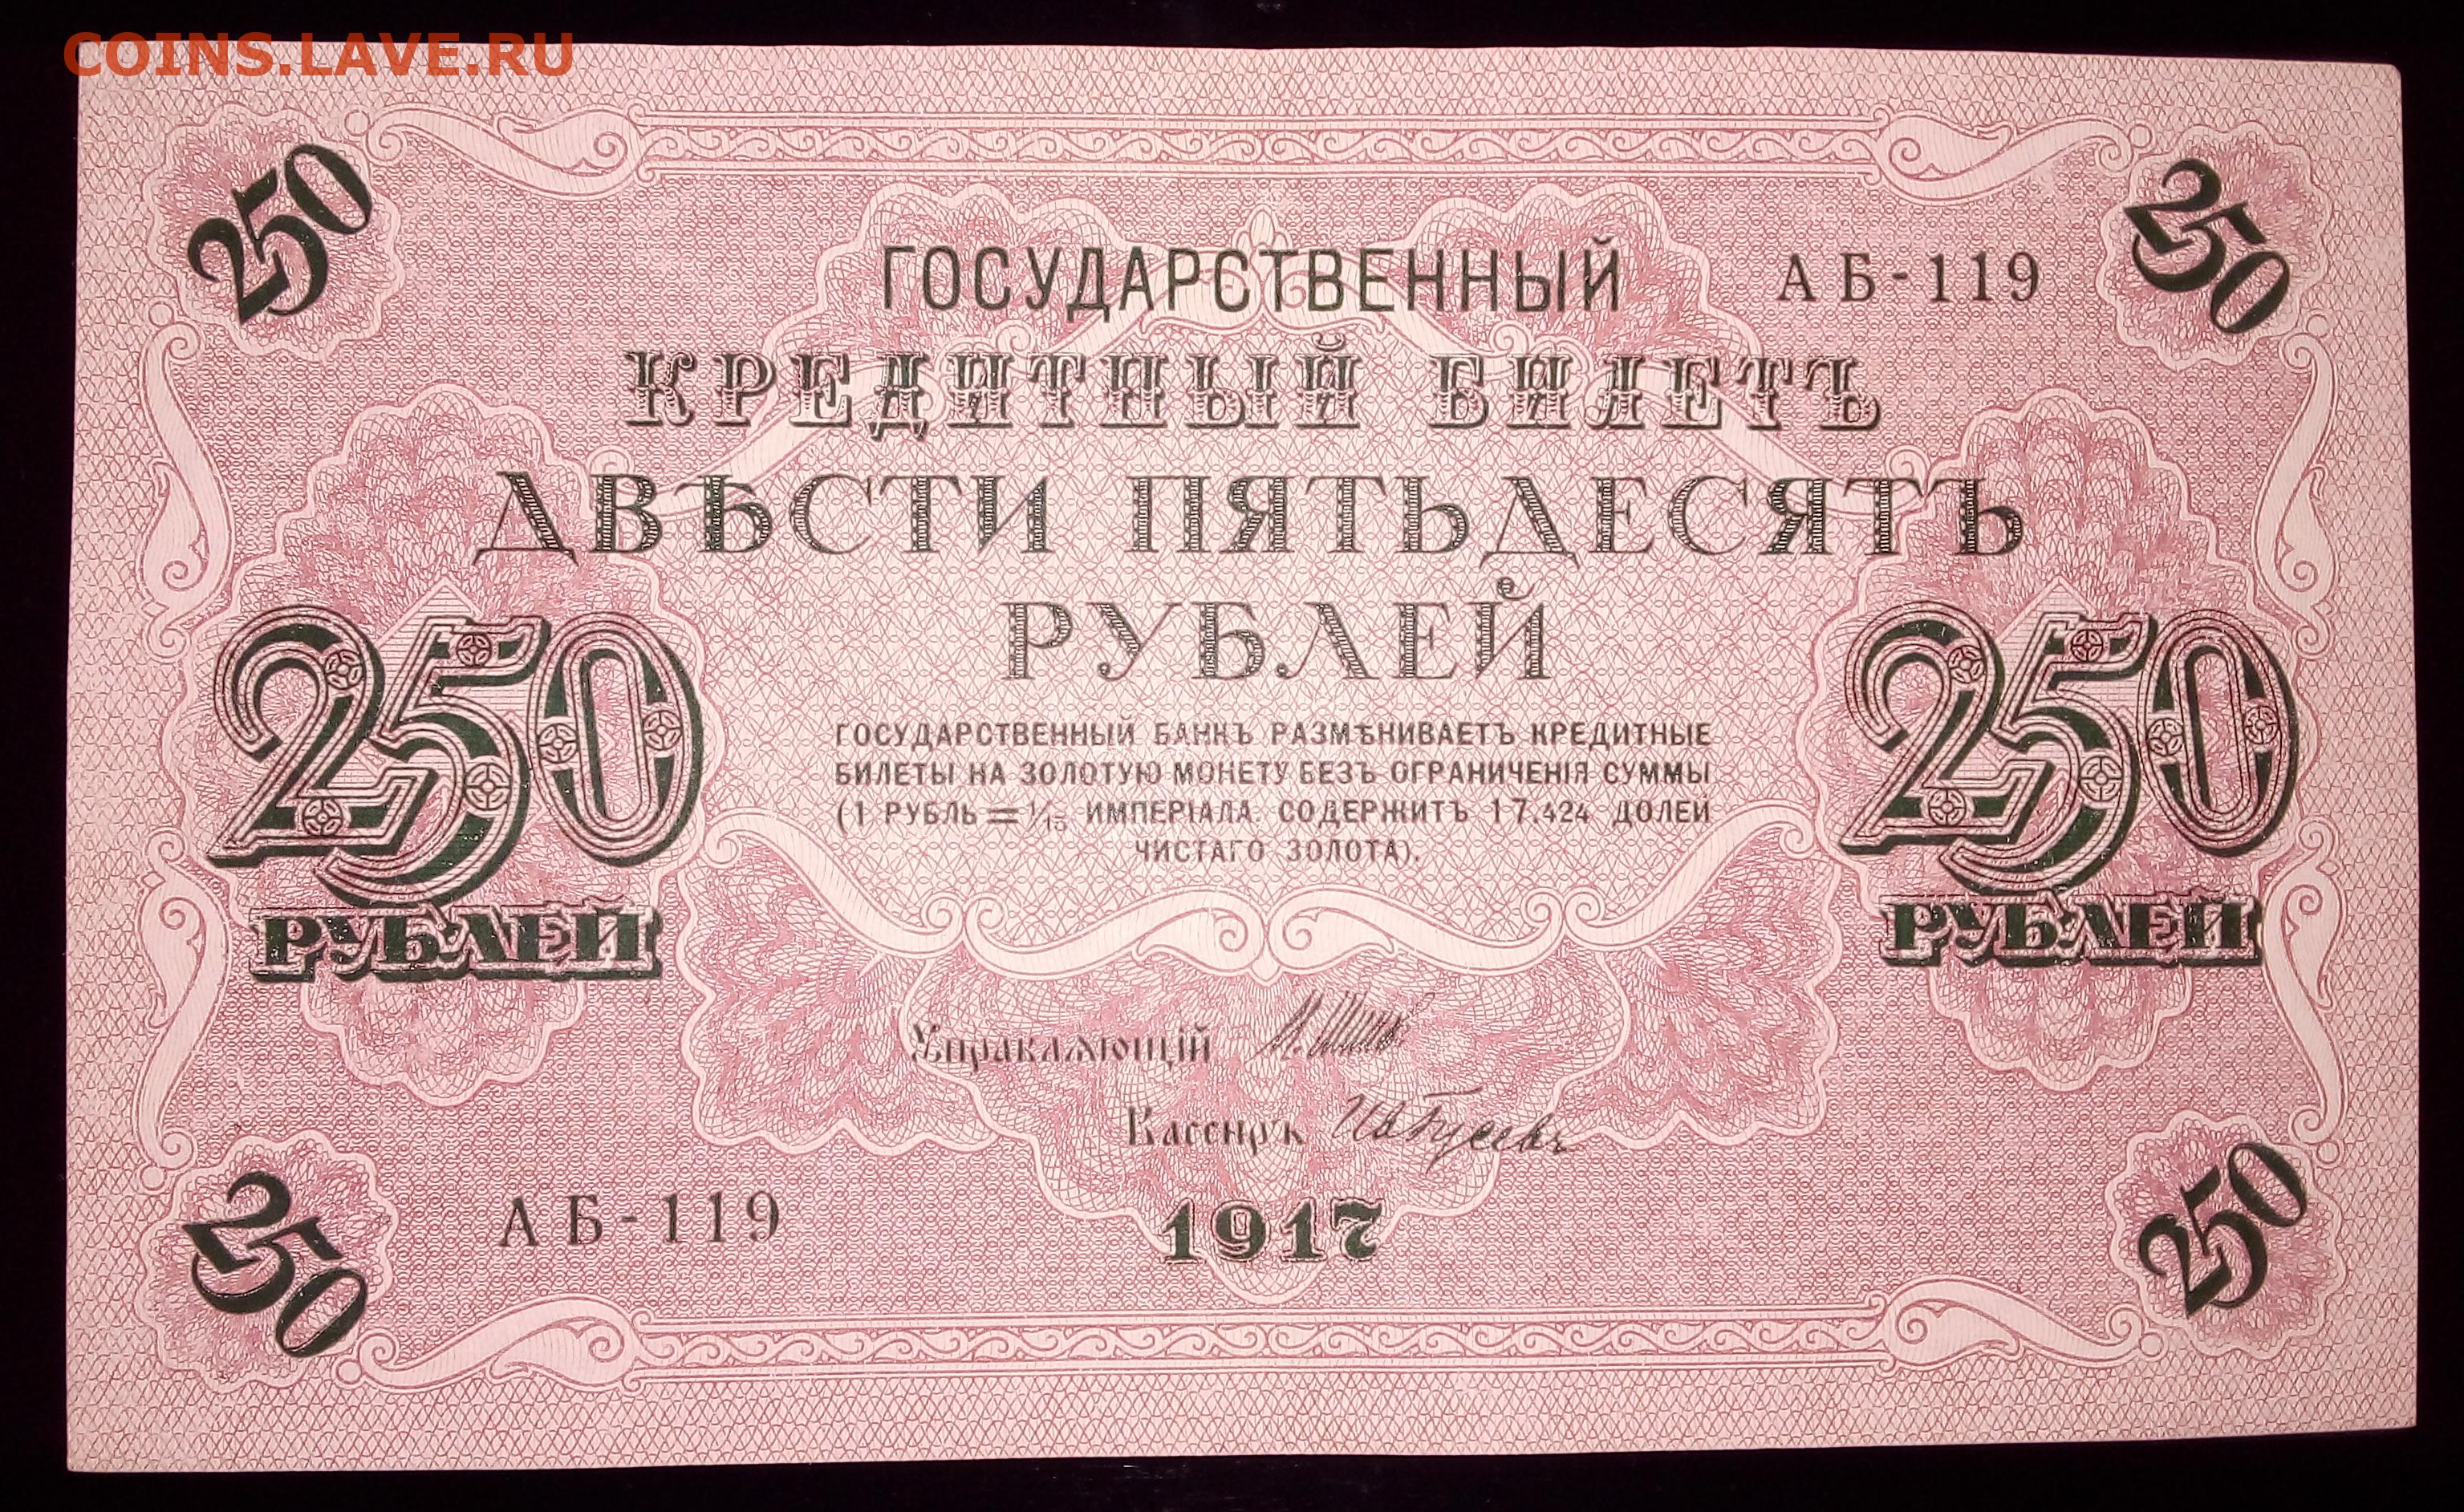 COINS.LAVE.RU
250
250
ГОСУДАРСТВЕННЫЙ
АБ-119
КРЕДИТНЫЙ БИЛЕТЪ
ДВѢСТИ ПЯТЬДЕСЯТЪ
РУБЛЕЙ
250
РУБЛЕЙ
250
РУБЛЕЙ
ГОСУДАРСТВЕННЫЙ БАНКЪ РАЗМѢНИВАЕТЪ КРЕДИТНЫЕ
БИЛЕТЫ НА ЗОЛОТУЮ МОНЕТУ БЕЗЪ ОГРАНИЧЕНІЯ СУММЫ
(1 РУБЛЬ = 1/15 ИМПЕРІАЛА. СОДЕРЖИТЪ 17.424 ДОЛЕЙ
ЧИСТАГО ЗОЛОТА).
Управляющій
Кассиръ
АБ-119
1917
250
250